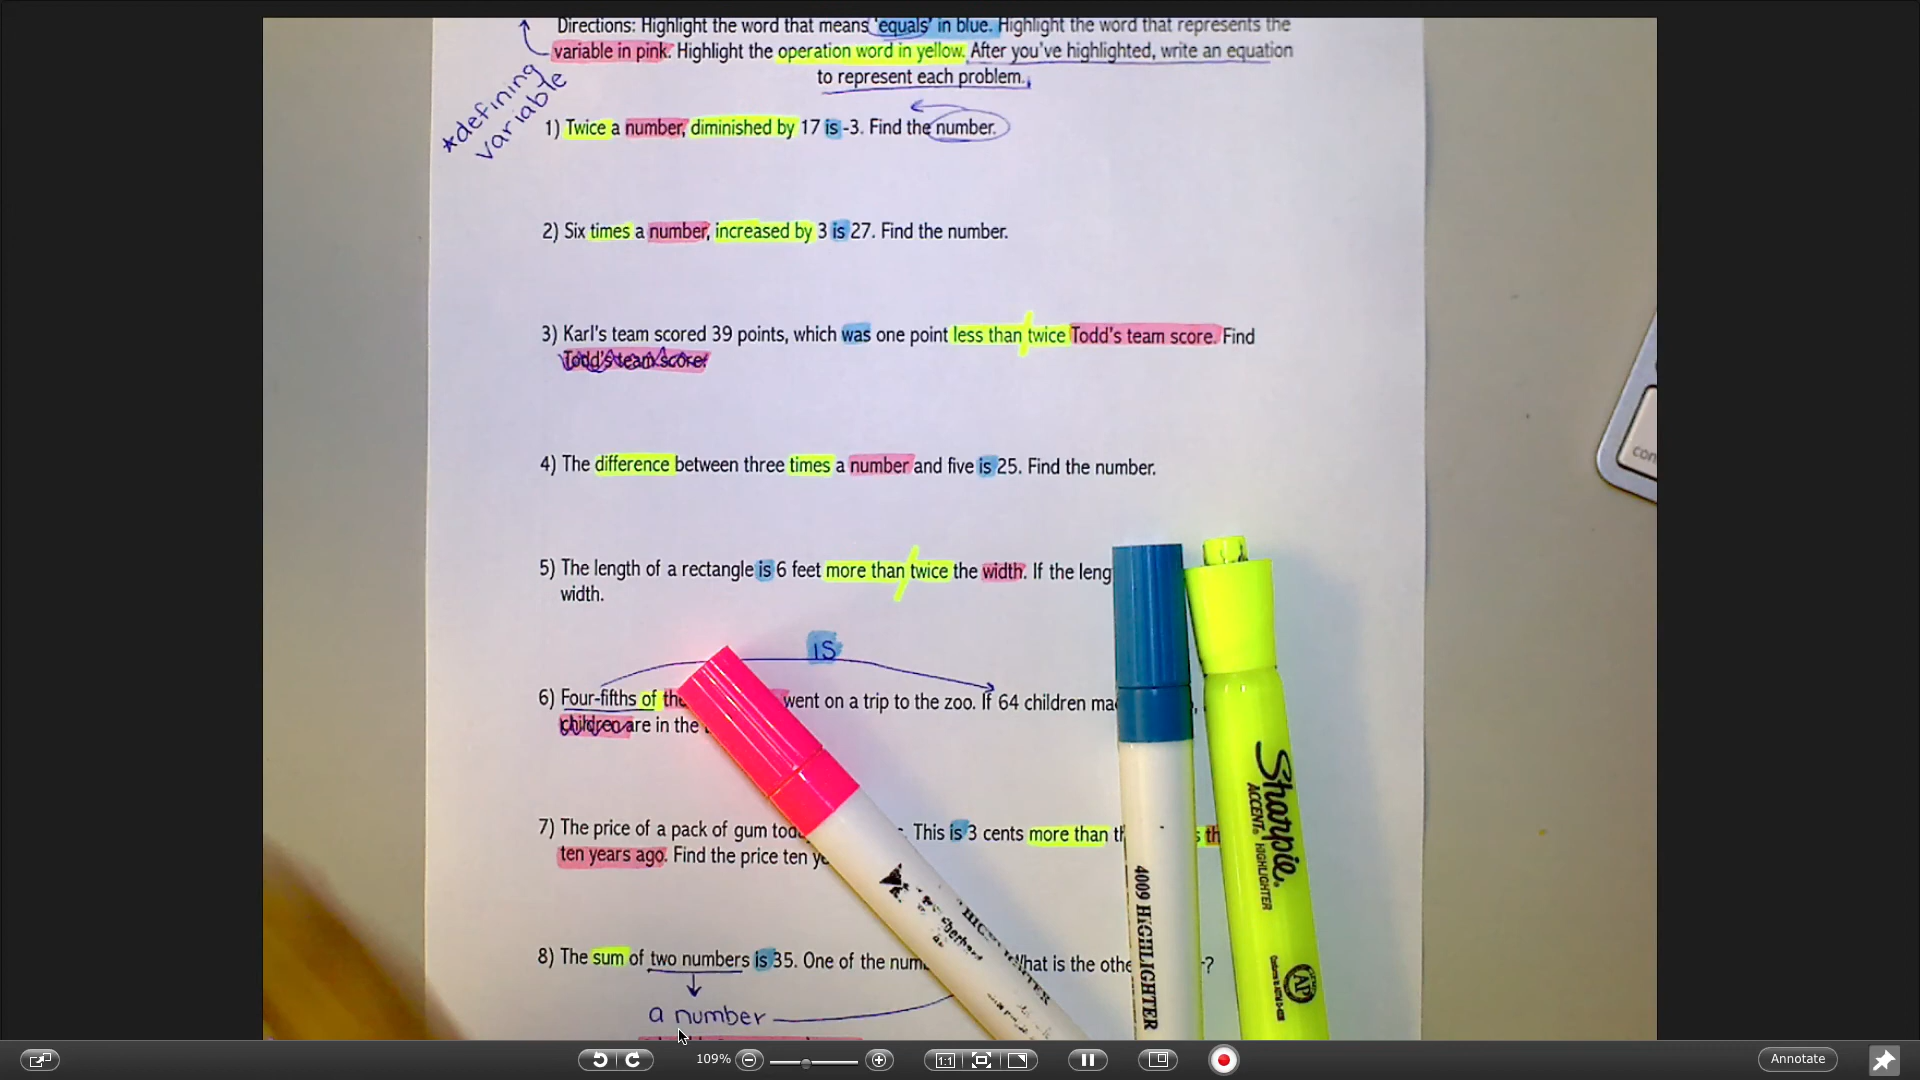 Directions: Highlight the word that means 'equals' in blue. Highlight the word that represents the
variable in pink. Highlight the operation word in yellow. After you've highlighted, write an equation
to represent each problem.
*defining
variable
1) Twice a number, diminished by 17 is -3. Find the number.
2) Six times a number, increased by 3 is 27. Find the number.
3) Karl's team scored 39 points, which was one point less than twice Todd's team score. Find
Todd's team score.
4) The difference between three times a number and five is 25. Find the number.
5) The length of a rectangle is 6 feet more than twice the width. If the
width.
is
6) Four-fifths of went on a trip to the zoo. If 64 children
children are in the
7) The price of a pack of gum This is 3 cents more than
ten years ago. Find the price ten
8) The sum of two numbers is 35. One of the What is the
a number
Sharpie.
ACCENT HIGHLIGHTER
AP
4009 HIGHLIGHTER
109%
1:1
Annotate